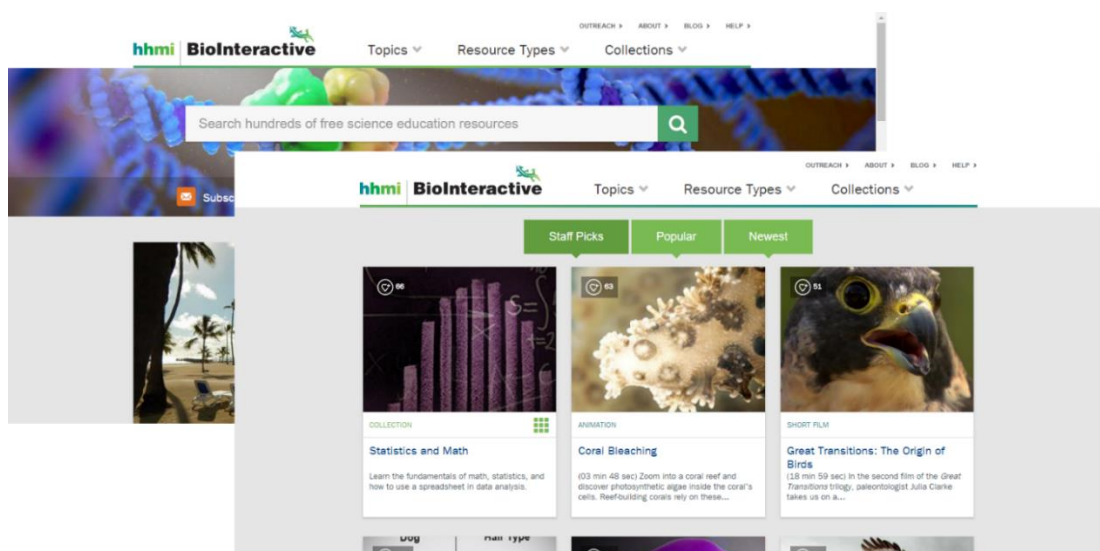 OUTREACH > ABOUT > BLOG > HELP >
hhmi BioInteractive Topics Resource Types Collections
Search hundreds of free science education resources
Subsc
OUTREACH > ABOUT > BLOG > HELP >
hhmi BioInteractive Topics Resource Types Collections
Staff Picks Popular Newest
66 63 51
COLLECTION
Statistics and Math
Learn the fundamentals of math, statistics, and
how to use a spreadsheet in data analysis.
ANIMATION
Coral Bleaching
(03 min 48 sec) Zoom into a coral reef and
discover photosynthetic algae inside the coral's
cells. Reef-building corals rely on these...
SHORT FILM
Great Transitions: The Origin of
Birds
(18 min 59 sec) In the second film of the Great
Transitions trilogy, paleontologist Julia Clarke
takes us on a...
Dog Hair Type